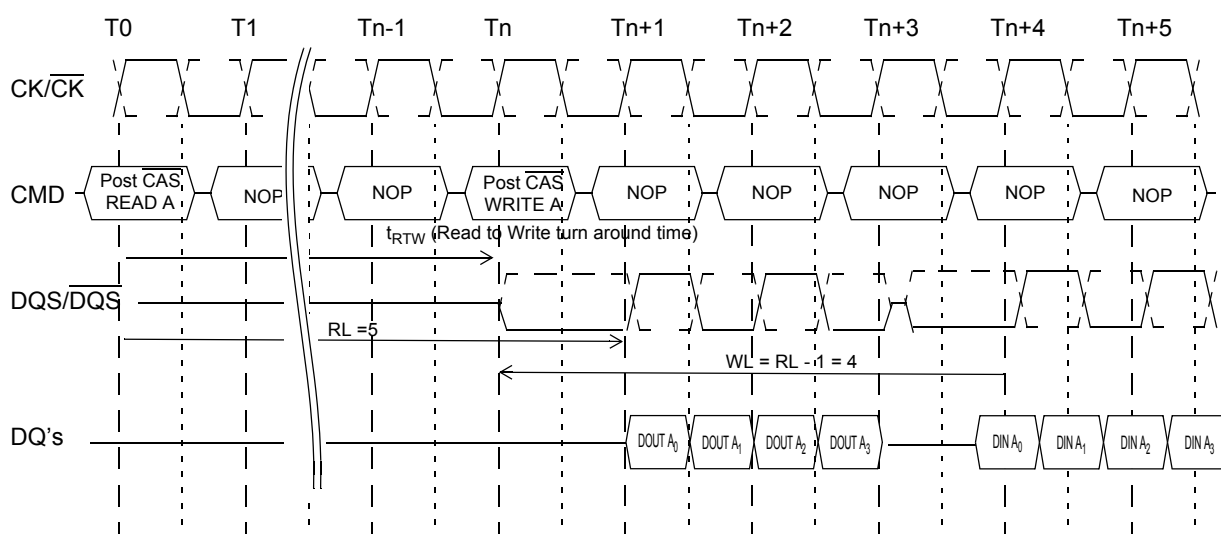 T0 T1 Tn-1 Tn Tn+1 Tn+2 Tn+3 Tn+4 Tn+5
CK/CK
CMD
Post CAS
READ A
NOP
NOP
Post CAS
WRITE A
NOP
NOP
NOP
NOP
NOP
tRTW (Read to Write turn around time)
DQS/DQS
RL =5
WL = RL - 1 = 4
DQ's
DOUT A0 DOUT A1 DOUT A2 DOUT A3 DIN A0 DIN A1 DIN A2 DIN A3